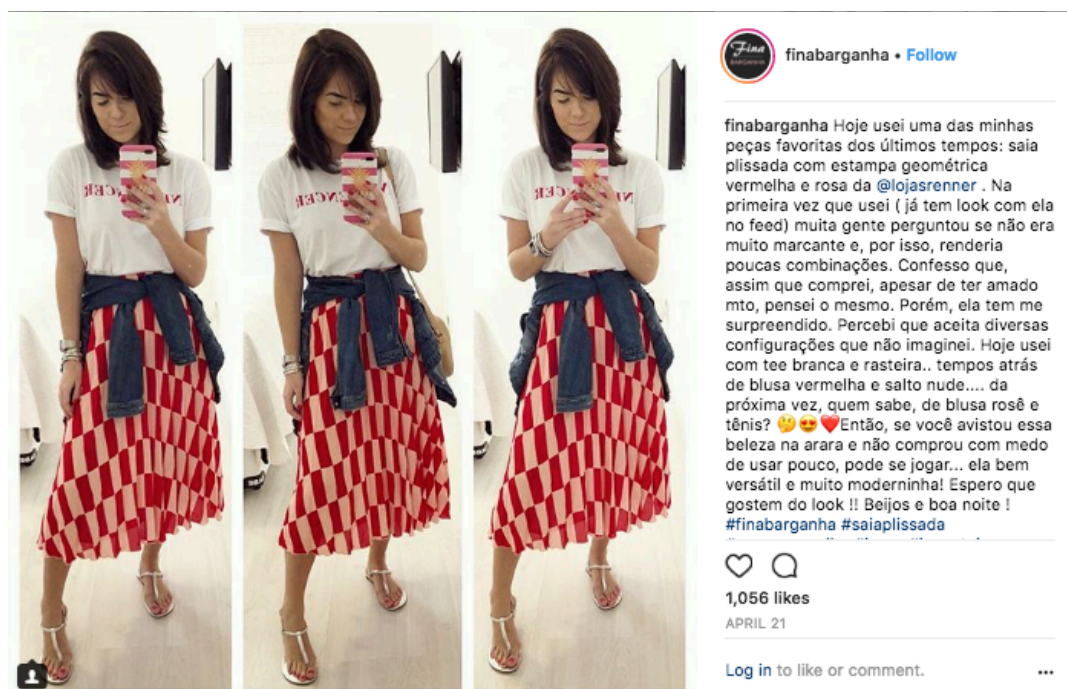 Fina
BARGANHA
finabarganha • Follow
finabarganha Hoje usei uma das minhas
peças favoritas dos últimos tempos: saia
plissada com estampa geométrica
vermelha e rosa da @lojasrenner . Na
primeira vez que usei ( já tem look com ela
no feed) muita gente perguntou se não era
muito marcante e, por isso, renderia
poucas combinações. Confesso que,
assim que comprei, apesar de ter amado
mto, pensei o mesmo. Porém, ela tem me
surpreendido. Percebi que aceita diversas
configurações que não imaginei. Hoje usei
com tee branca e rasteira.. tempos atrás
de blusa vermelha e salto nude.... da
próxima vez, quem sabe, de blusa rosê e
tênis? 🤔😍❤️Então, se você avistou essa
beleza na arara e não comprou com medo
de usar pouco, pode se jogar... ela bem
versátil e muito moderninha! Espero que
gostem do look !! Beijos e boa noite !
#finabarganha #saiaplissada
1,056 likes
APRIL 21
Log in to like or comment.